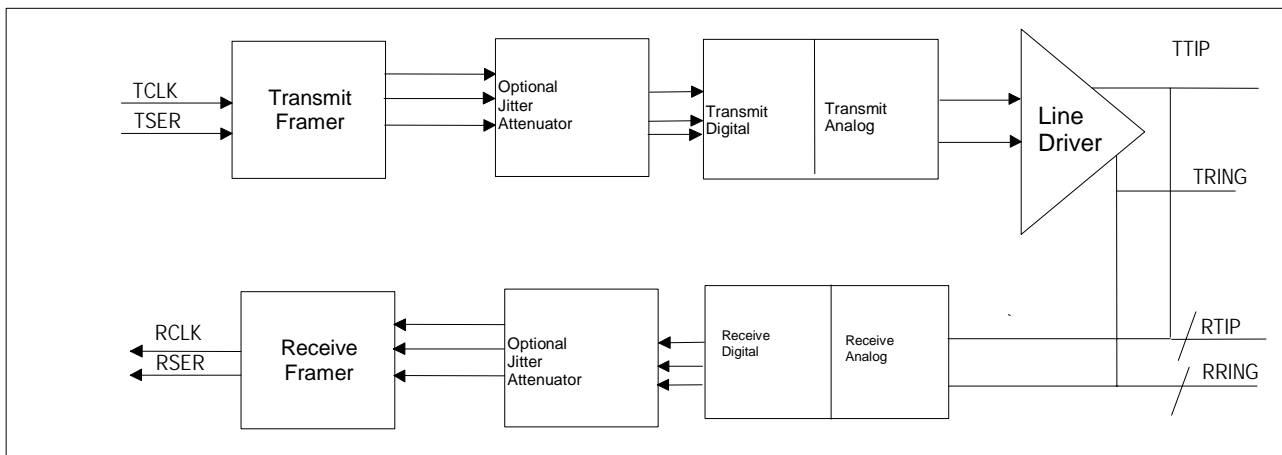 TCLK
TSER
Transmit
Framer
Optional
Jitter
Attenuator
Transmit
Digital
Transmit
Analog
Line
Driver
TTIP
TRING
RCLK
RSER
Receive
Framer
Optional
Jitter
Attenuator
Receive
Digital
Receive
Analog
RTIP
RRING